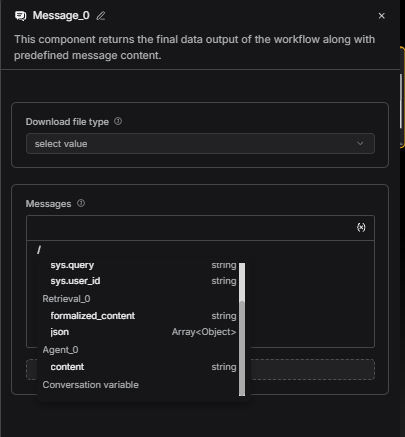 Message_0
This component returns the final data output of the workflow along with
predefined message content.
Download file type
select value
Messages
(x)
/
sys.query string
sys.user_id string
Retrieval_0
formalized_content string
json Array<Object>
Agent_0
content string
Conversation variable